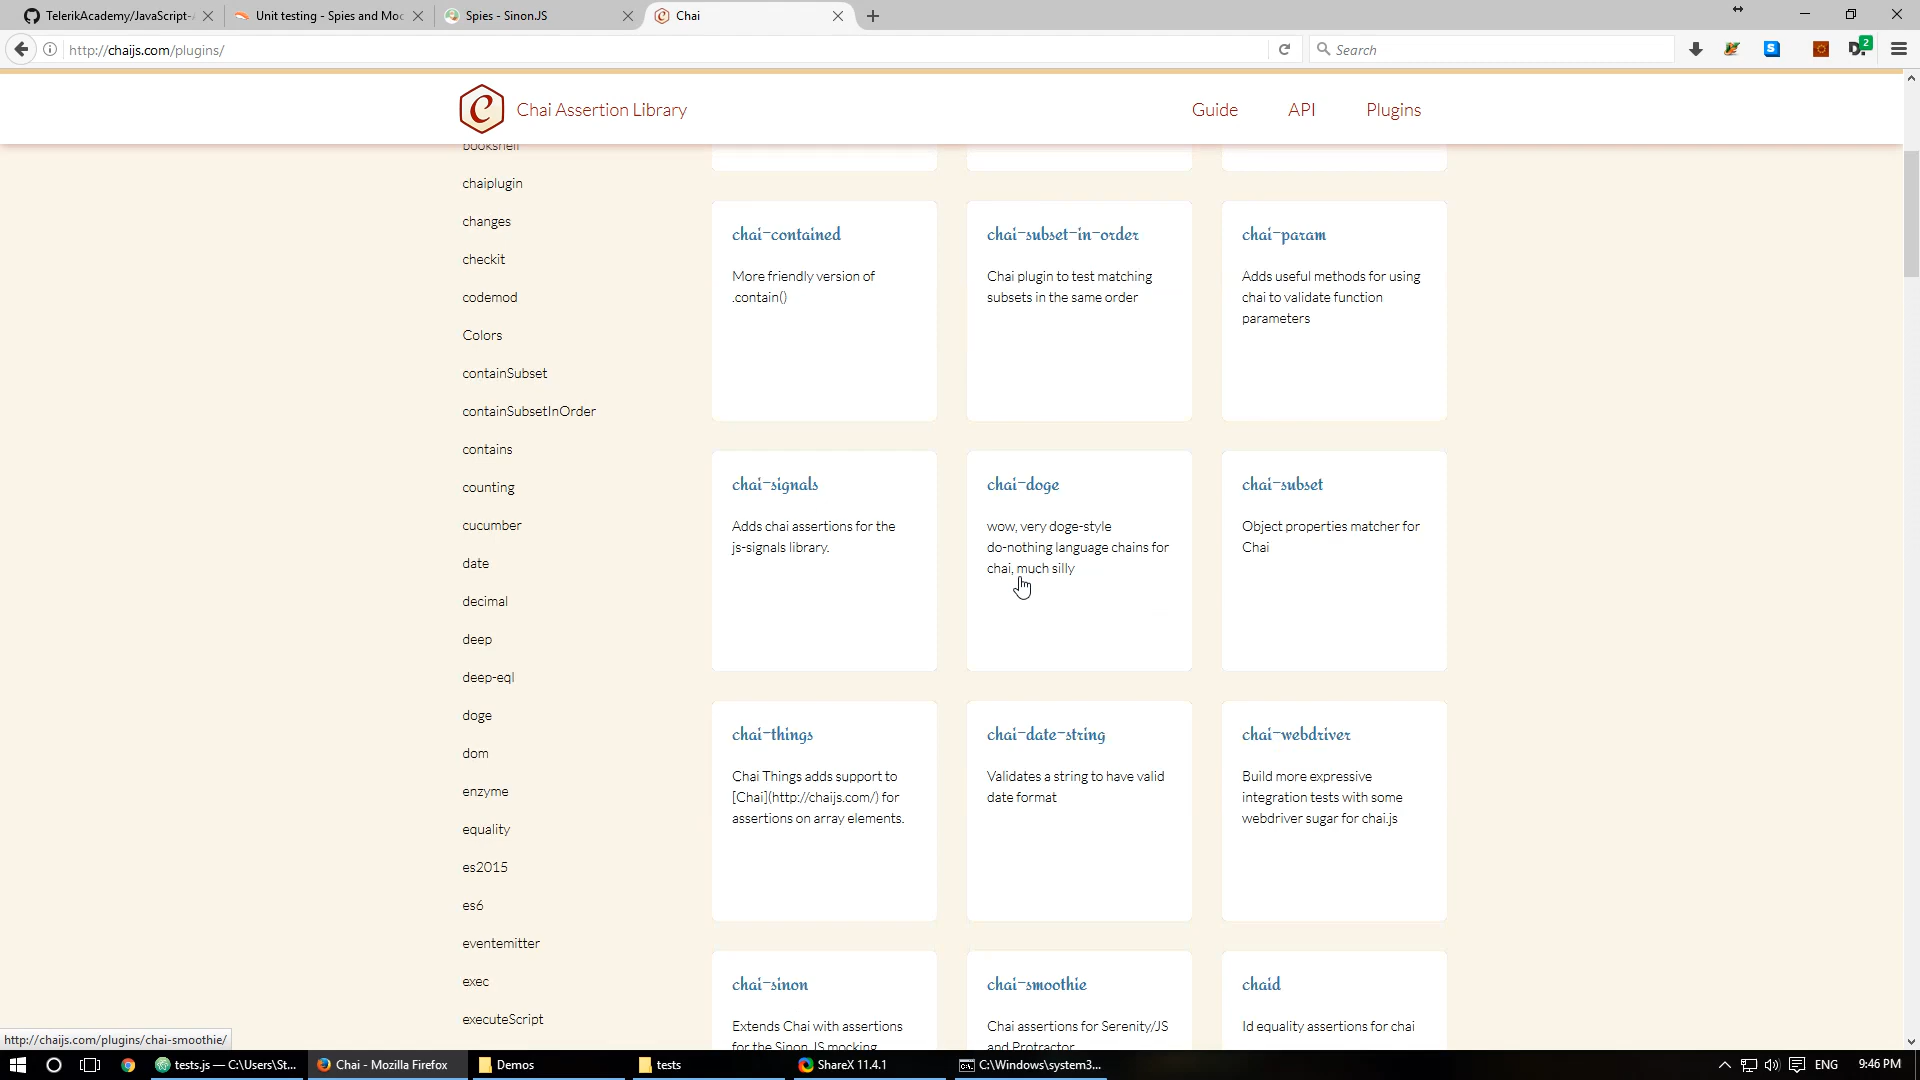 TelerikAcademy/JavaScript-
Unit testing - Spies and Moc
Spies - Sinon.JS
Chai
http://chaijs.com/plugins/
Search
2
Chai Assertion Library
Guide
API
Plugins
bookshelf
chaiplugin
changes
checkit
codemod
Colors
containSubset
containSubsetInOrder
contains
counting
cucumber
date
decimal
deep
deep-eql
doge
dom
enzyme
equality
es2015
es6
eventemitter
exec
executeScript
chai-contained
More friendly version of
.contain()
chai-subset-in-order
Chai plugin to test matching
subsets in the same order
chai-param
Adds useful methods for using
chai to validate function
parameters
chai-signals
Adds chai assertions for the
js-signals library.
chai-doge
wow, very doge-style
do-nothing language chains for
chai, much silly
chai-subset
Object properties matcher for
Chai
chai-things
Chai Things adds support to
[Chai](http://chaijs.com/) for
assertions on array elements.
chai-date-string
Validates a string to have valid
date format
chai-webdriver
Build more expressive
integration tests with some
webdriver sugar for chai.js
chai-sinon
Extends Chai with assertions
for the Sinon.JS mocking
chai-smoothie
Chai assertions for Serenity/JS
and Protractor
chaid
Id equality assertions for chai
http://chaijs.com/plugins/chai-smoothie/
tests.js — C:\Users\St...
Chai - Mozilla Firefox
Demos
tests
ShareX 11.4.1
C:\Windows\system3...
ENG
9:46 PM